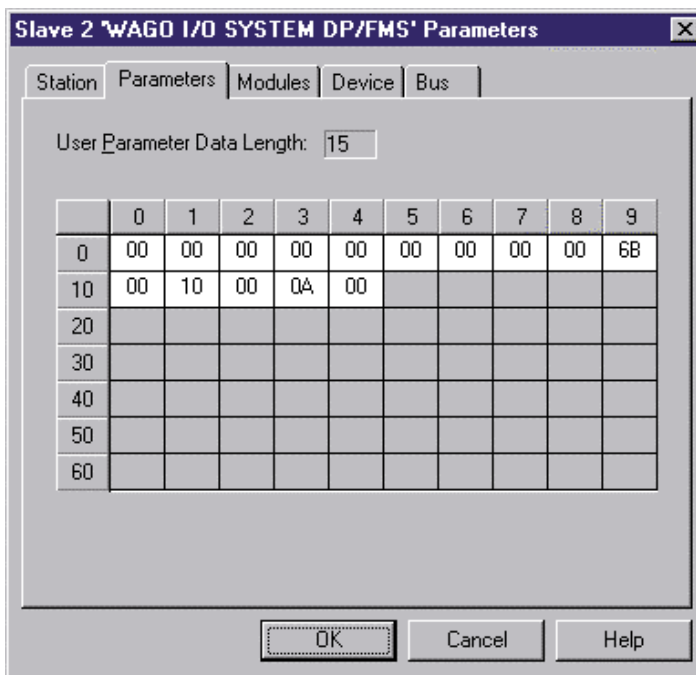 Slave 2 'WAGO I/O SYSTEM DP/FMS' Parameters
Station Parameters Modules Device Bus
User Parameter Data Length: 15
0 1 2 3 4 5 6 7 8 9
0 00 00 00 00 00 00 00 00 00 6B
10 00 10 00 0A 00
20
30
40
50
60
OK Cancel Help